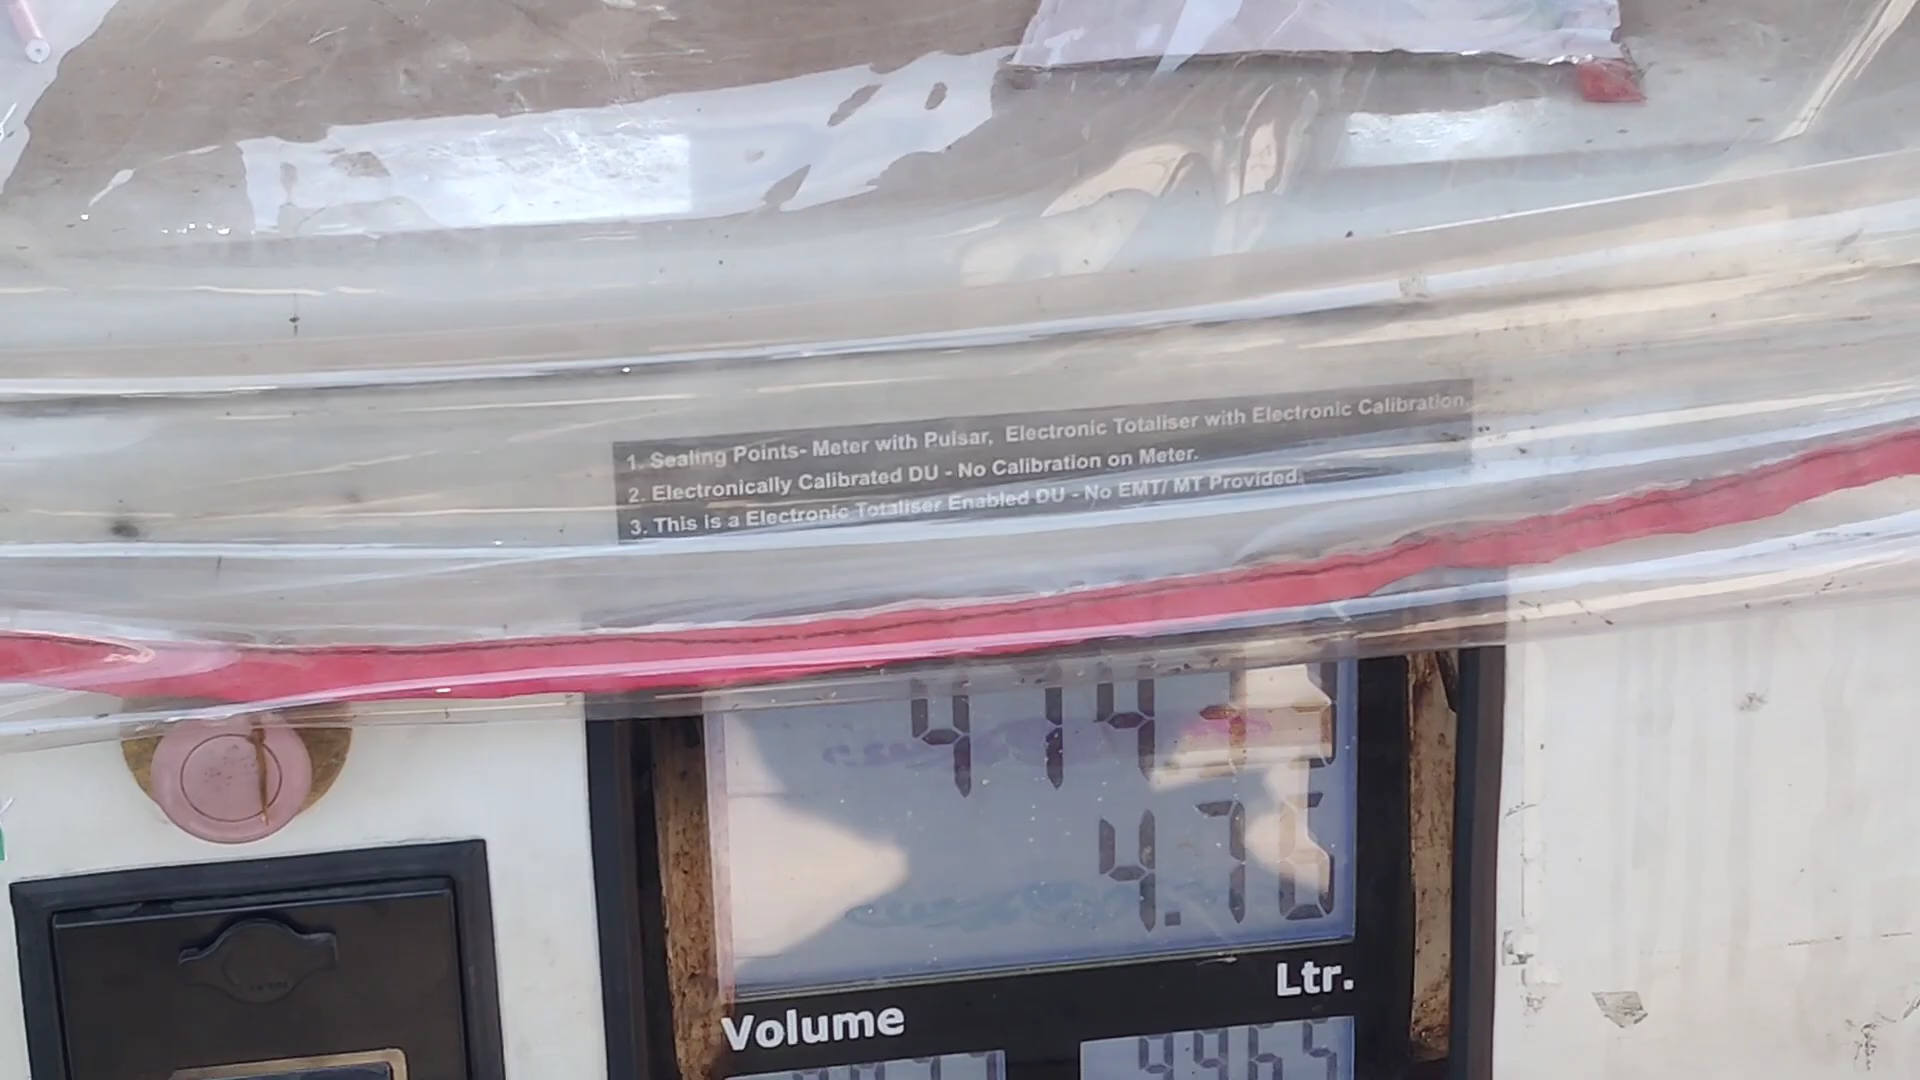 1. Sealing Points- Meter with Pulsar, Electronic Totaliser with Electronic Calibration.
2. Electronically Calibrated DU - No Calibration on Meter.
3. This is a Electronic Totaliser Enabled DU - No EMT/ MT Provided.
4.76
Ltr.
Volume